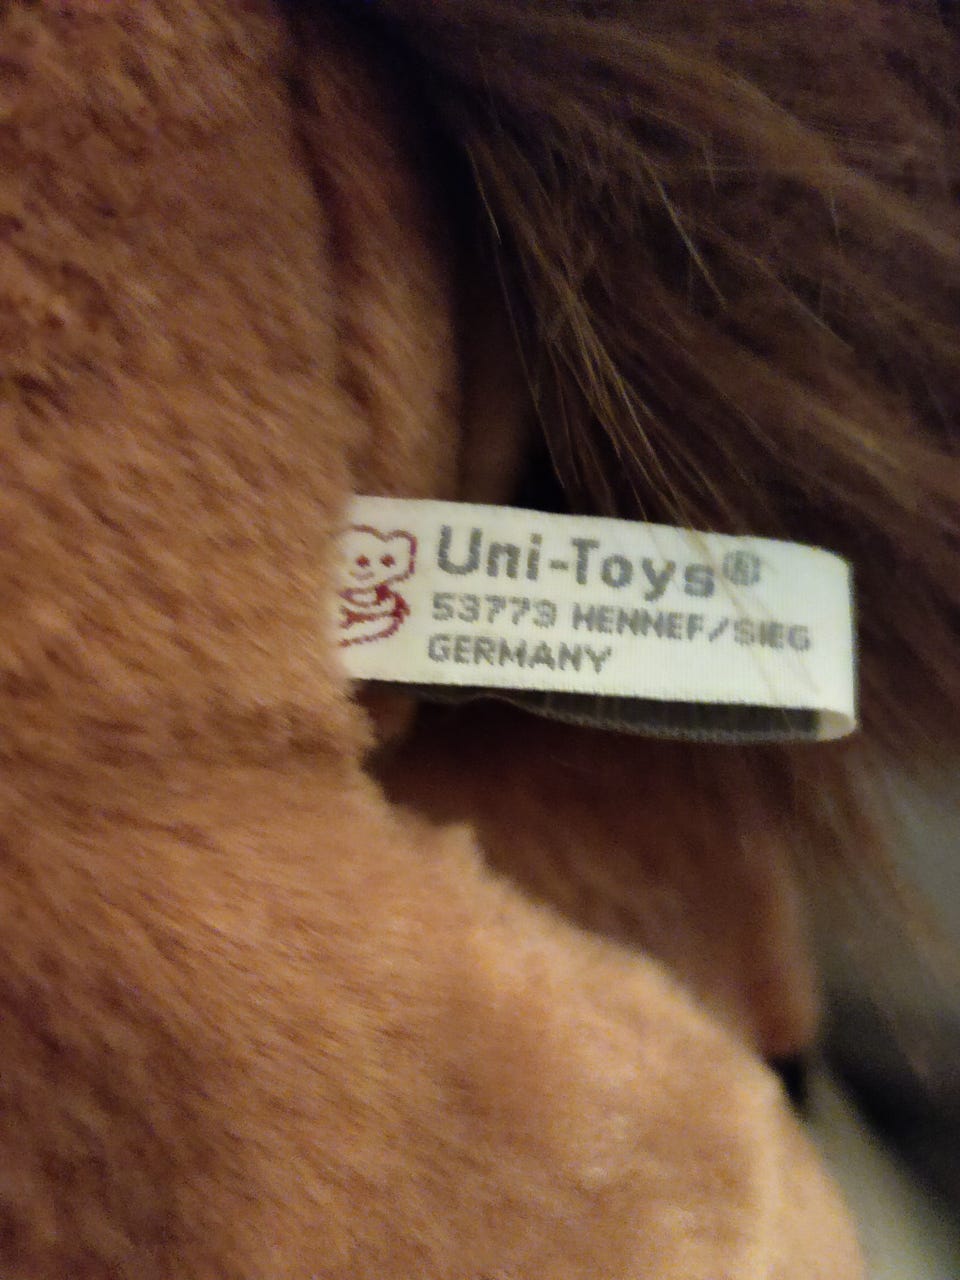 Uni-Toys®
53773 HENNEF/SIEG
GERMANY